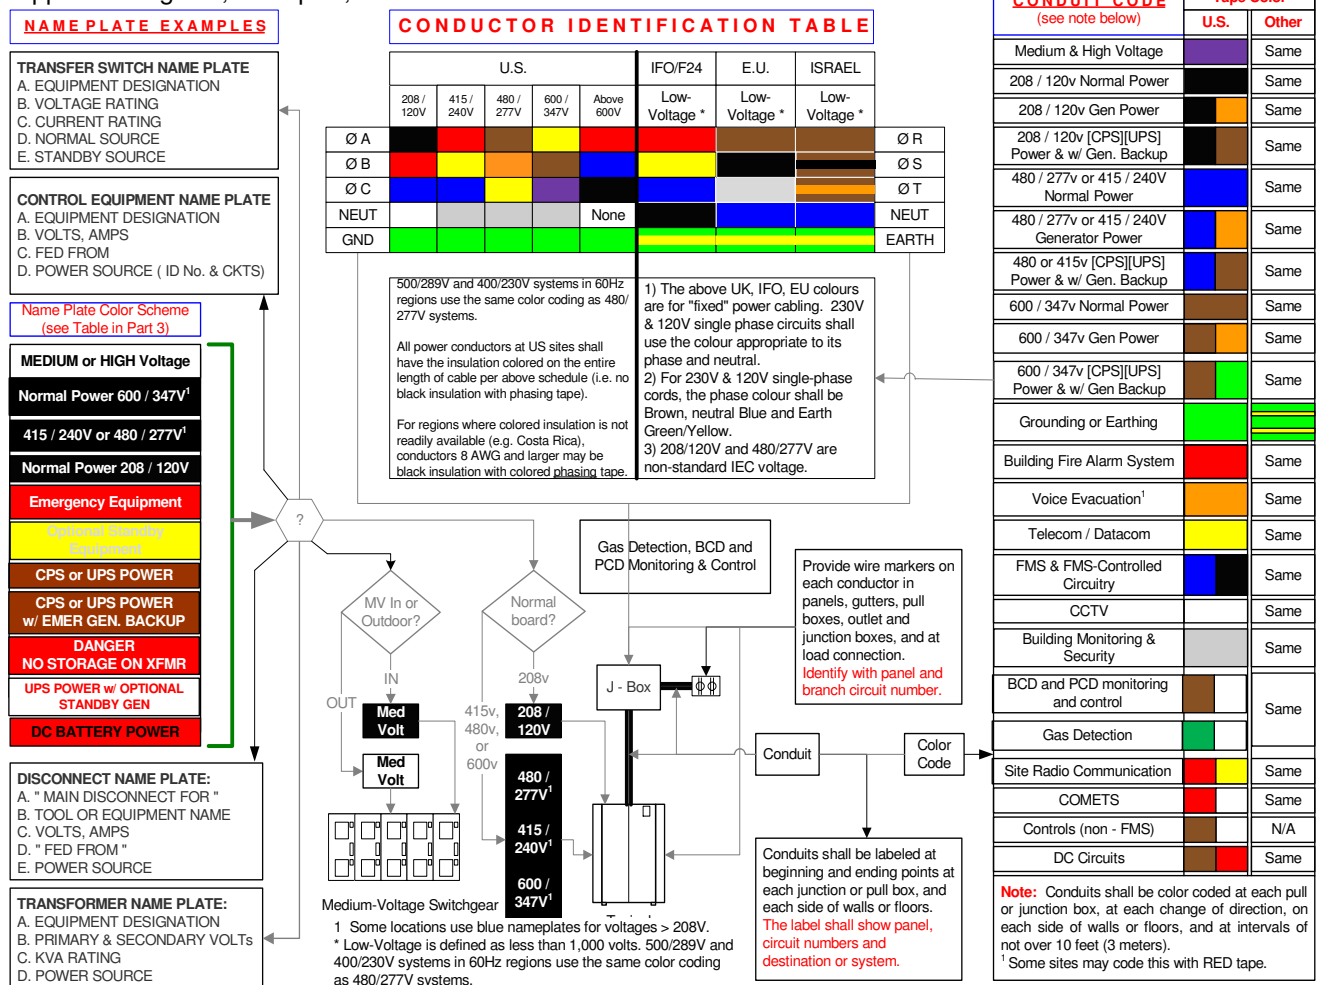 NAME PLATE EXAMPLES
TRANSFER SWITCH NAME PLATE
A. EQUIPMENT DESIGNATION
B. VOLTAGE RATING
C. CURRENT RATING
D. NORMAL SOURCE
E. STANDBY SOURCE
CONTROL EQUIPMENT NAME PLATE
A. EQUIPMENT DESIGNATION
B. VOLTS, AMPS
C. FED FROM
D. POWER SOURCE ( ID No. & CKTS)
Name Plate Color Scheme
(see Table in Part 3)
MEDIUM or HIGH Voltage
Normal Power 600 / 347V¹
415 / 240V or 480 / 277V¹
Normal Power 208 / 120V
Emergency Equipment
Optional Standby
Equipment
CPS or UPS POWER
CPS or UPS POWER
w/ EMER GEN. BACKUP
DANGER
NO STORAGE ON XFMR
UPS POWER w/ OPTIONAL
STANDBY GEN
DC BATTERY POWER
DISCONNECT NAME PLATE:
A. " MAIN DISCONNECT FOR "
B. TOOL OR EQUIPMENT NAME
C. VOLTS, AMPS
D. " FED FROM "
E. POWER SOURCE
TRANSFORMER NAME PLATE:
A. EQUIPMENT DESIGNATION
B. PRIMARY & SECONDARY VOLTs
C. KVA RATING
D. POWER SOURCE
CONDUCTOR IDENTIFICATION TABLE
U.S. IFO/F24 E.U. ISRAEL
208 / 120V 415 / 240V 480 / 277V 600 / 347V Above 600V Low-Voltage * Low-Voltage * Low-Voltage *
Ø A Ø R
Ø B Ø S
Ø C Ø T
NEUT None NEUT
GND EARTH
500/289V and 400/230V systems in 60Hz
regions use the same color coding as 480/
277V systems.
All power conductors at US sites shall
have the insulation colored on the entire
length of cable per above schedule (i.e. no
black insulation with phasing tape).
For regions where colored insulation is not
readily available (e.g. Costa Rica),
conductors 8 AWG and larger may be
black insulation with colored phasing tape.
1) The above UK, IFO, EU colours
are for "fixed" power cabling. 230V
& 120V single phase circuits shall
use the colour appropriate to its
phase and neutral.
2) For 230V & 120V single-phase
cords, the phase colour shall be
Brown, neutral Blue and Earth
Green/Yellow.
3) 208/120V and 480/277V are
non-standard IEC voltage.
?
MV In or
Outdoor?
IN
OUT
Med
Volt
Med
Volt
Medium-Voltage Switchgear
Normal
board?
208v
415v,
480v,
or
600v
208 /
120V
480 /
277V¹
415 /
240V¹
600 /
347V¹
Gas Detection, BCD and
PCD Monitoring & Control
J - Box
Provide wire markers on
each conductor in
panels, gutters, pull
boxes, outlet and
junction boxes, and at
load connection.
Identify with panel and
branch circuit number.
Conduit
Color
Code
Conduits shall be labeled at
beginning and ending points at
each junction or pull box, and
each side of walls or floors.
The label shall show panel,
circuit numbers and
destination or system.
1 Some locations use blue nameplates for voltages > 208V.
* Low-Voltage is defined as less than 1,000 volts. 500/289V and
400/230V systems in 60Hz regions use the same color coding
as 480/277V systems.
CONDUIT CODE
(see note below)
U.S. Other
Medium & High Voltage Same
208 / 120v Normal Power Same
208 / 120v Gen Power Same
208 / 120v [CPS][UPS]
Power & w/ Gen. Backup Same
480 / 277v or 415 / 240V
Normal Power Same
480 / 277v or 415 / 240V
Generator Power Same
480 or 415v [CPS][UPS]
Power & w/ Gen. Backup Same
600 / 347v Normal Power Same
600 / 347v Gen Power Same
600 / 347v [CPS][UPS]
Power & w/ Gen Backup Same
Grounding or Earthing
Building Fire Alarm System Same
Voice Evacuation¹ Same
Telecom / Datacom Same
FMS & FMS-Controlled
Circuitry Same
CCTV Same
Building Monitoring &
Security Same
BCD and PCD monitoring
and control Same
Gas Detection
Site Radio Communication Same
COMETS Same
Controls (non - FMS) N/A
DC Circuits Same
Note: Conduits shall be color coded at each pull
or junction box, at each change of direction, on
each side of walls or floors, and at intervals of
not over 10 feet (3 meters).
¹ Some sites may code this with RED tape.